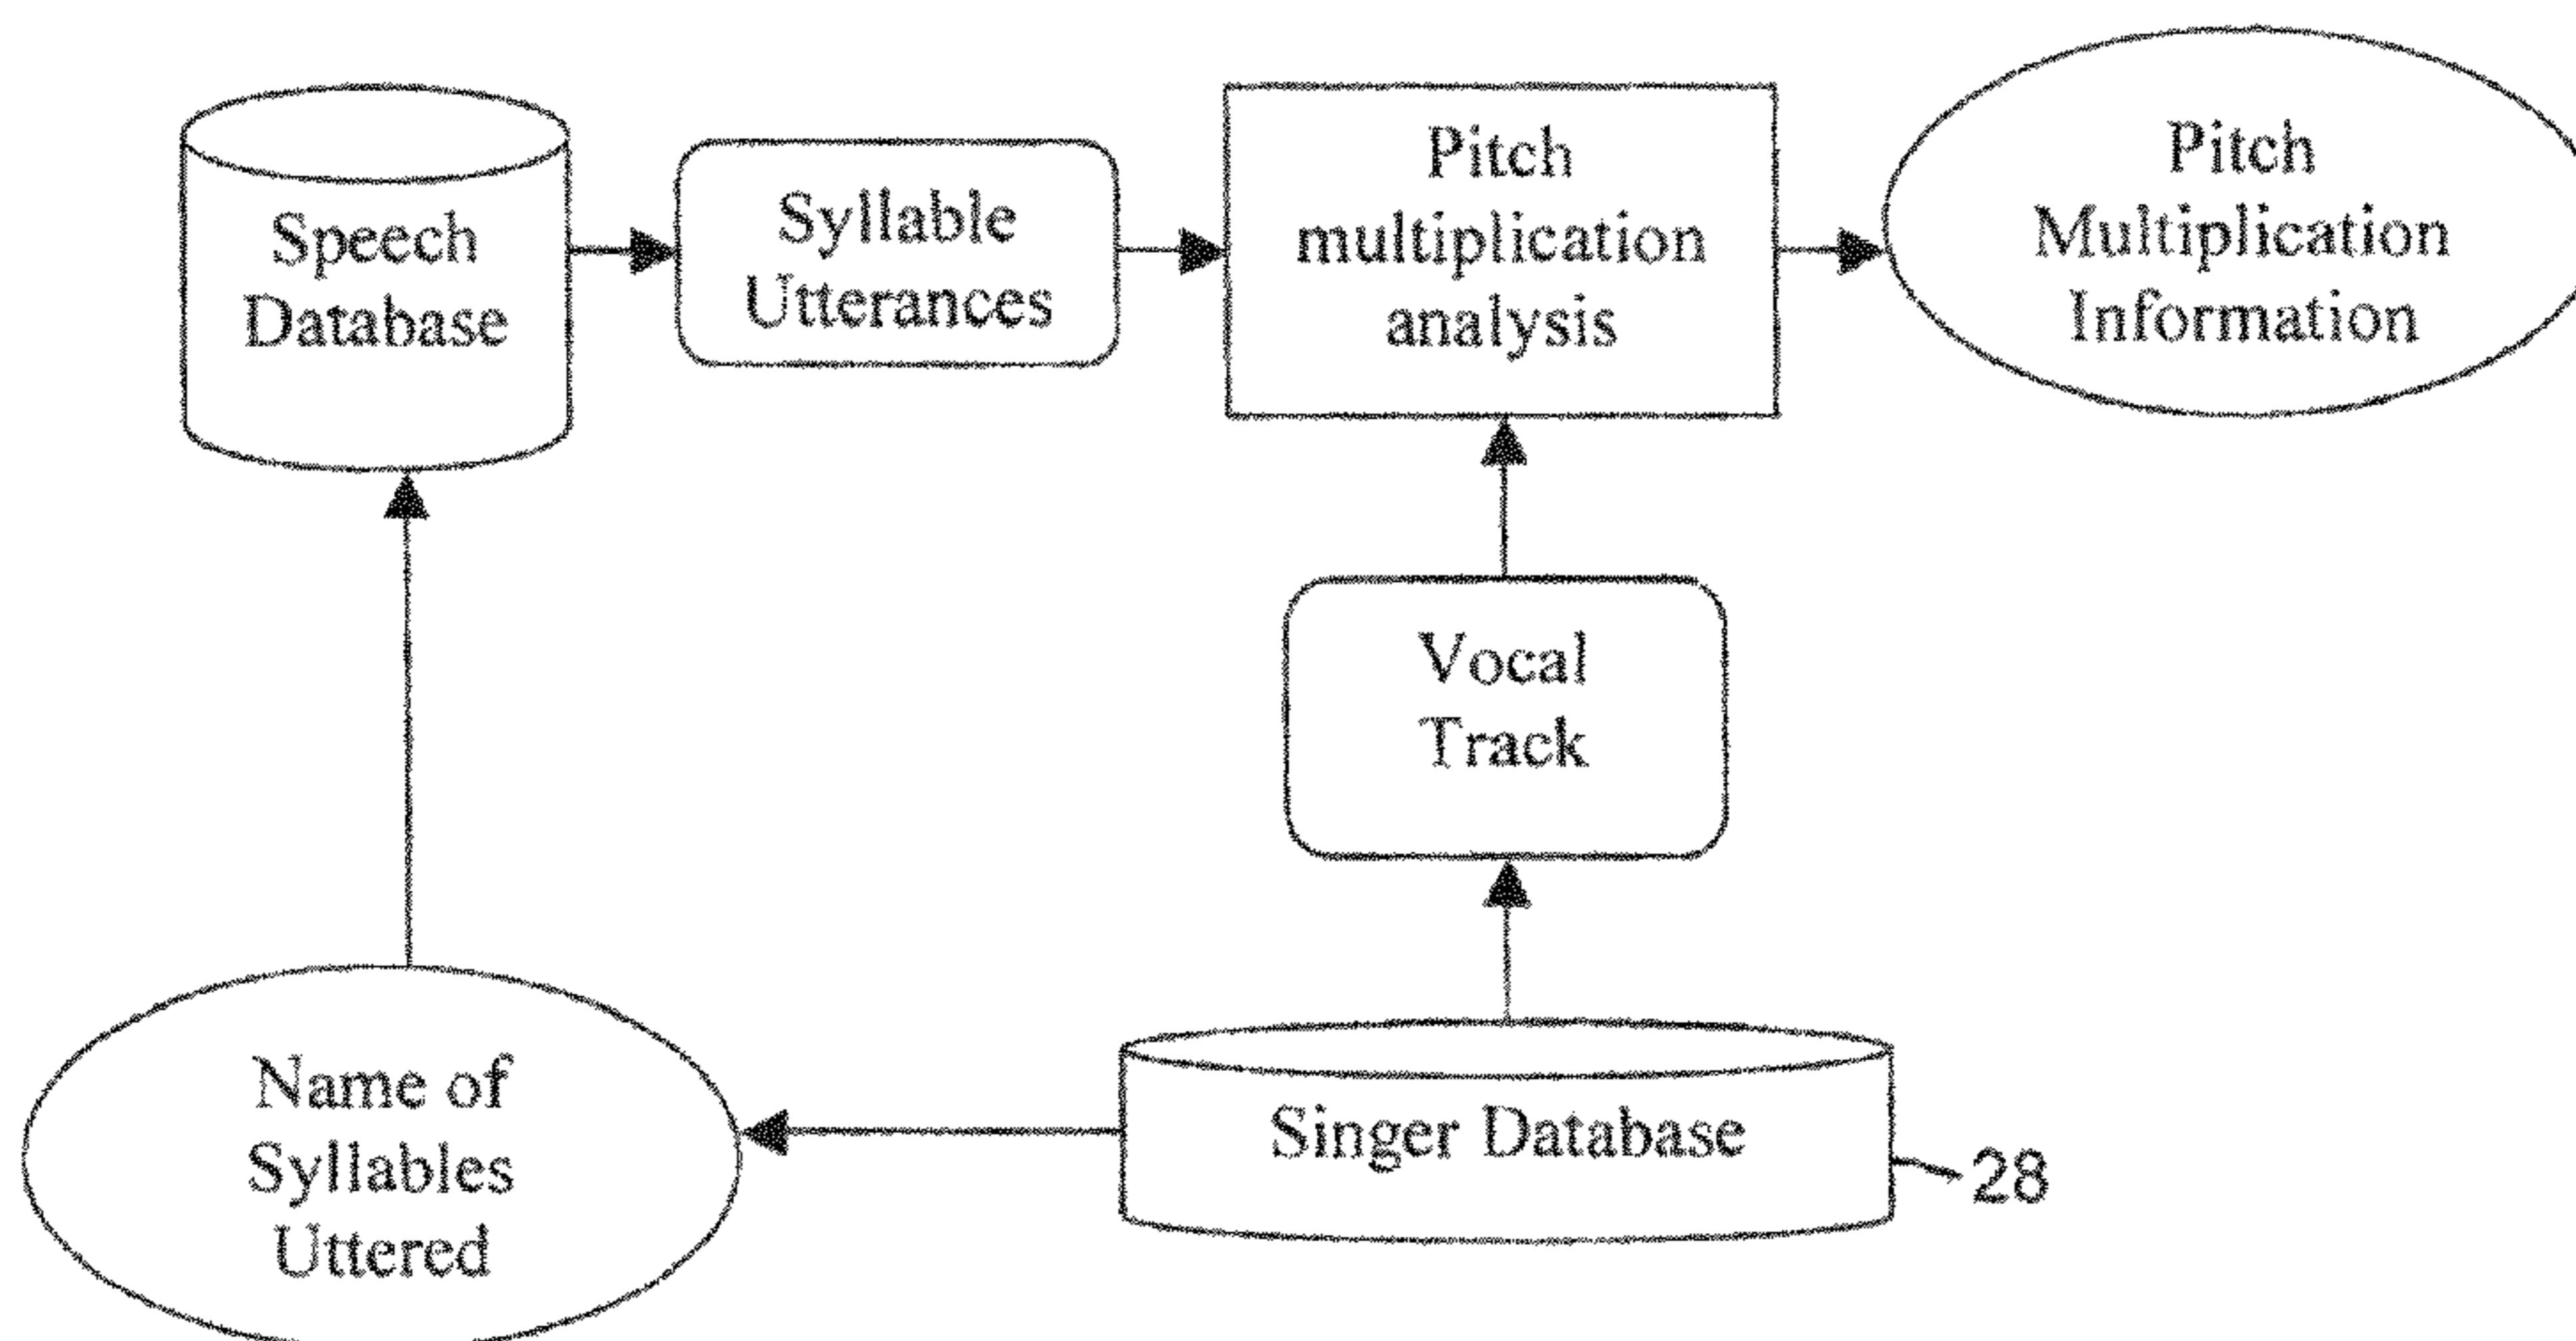 Speech
Database
Syllable
Utterances
Pitch
multiplication
analysis
Pitch
Multiplication
Information
Vocal
Track
Name of
Syllables
Uttered
Singer Database
28